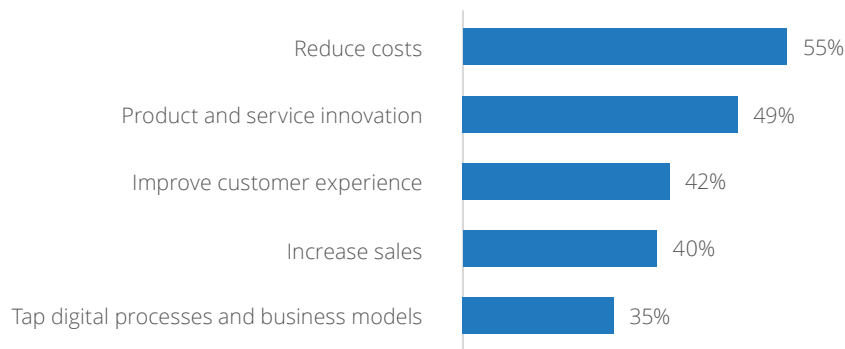 Reduce costs 55%
Product and service innovation 49%
Improve customer experience 42%
Increase sales 40%
Tap digital processes and business models 35%